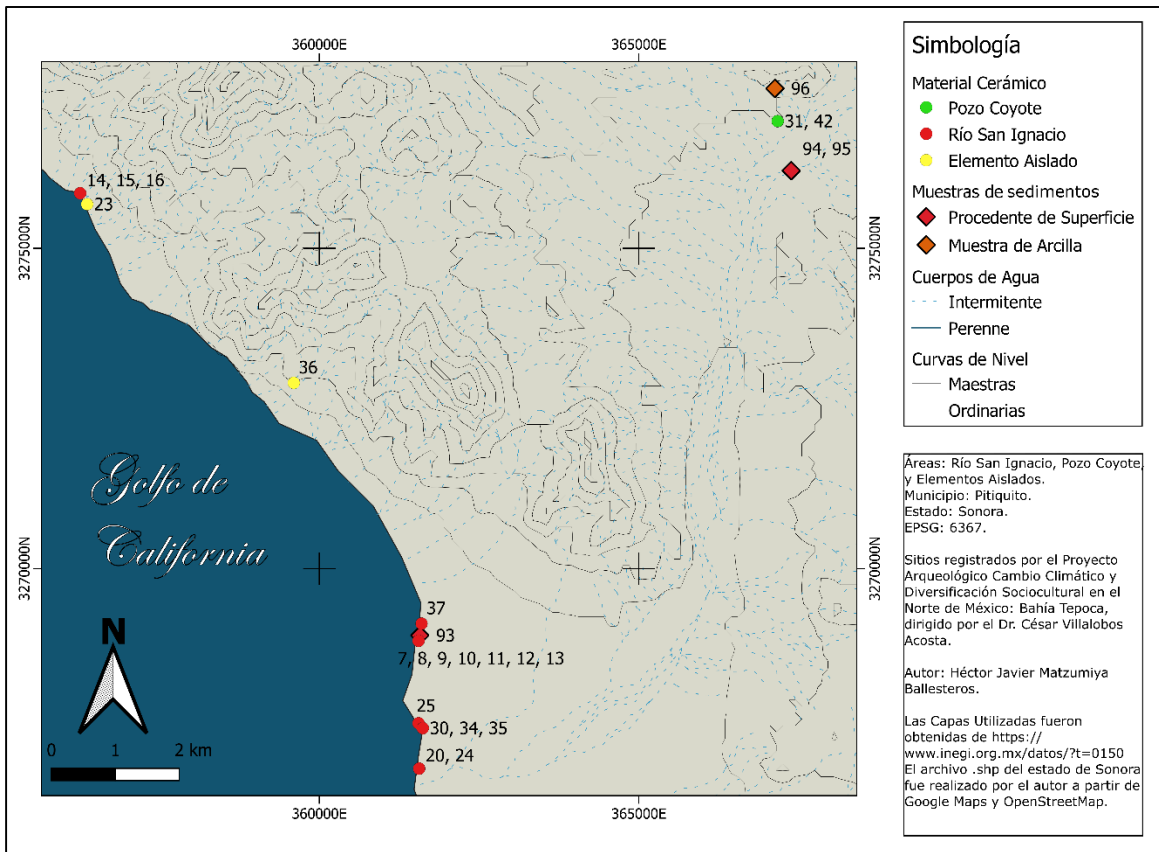 360000E
365000E
3275000N
3275000N
3270000N
3270000N
96
31, 42
94, 95
14, 15, 16
23
36
Golfo de
California
37
93
7, 8, 9, 10, 11, 12, 13
25
30, 34, 35
20, 24
N
0 1 2 km
360000E
365000E
Simbología
Material Cerámico
Pozo Coyote
Río San Ignacio
Elemento Aislado
Muestras de sedimentos
Procedente de Superficie
Muestra de Arcilla
Cuerpos de Agua
Intermitente
Perenne
Curvas de Nivel
Maestras
Ordinarias
Áreas: Río San Ignacio, Pozo Coyote,
y Elementos Aislados.
Municipio: Pitiquito.
Estado: Sonora.
EPSG: 6367.
Sitios registrados por el Proyecto
Arqueológico Cambio Climático y
Diversificación Sociocultural en el
Norte de México: Bahía Tepoca,
dirigido por el Dr. César Villalobos
Acosta.
Autor: Héctor Javier Matzumiya
Ballesteros.
Las Capas Utilizadas fueron
obtenidas de https://
www.inegi.org.mx/datos/?t=0150
El archivo .shp del estado de Sonora
fue realizado por el autor a partir de
Google Maps y OpenStreetMap.